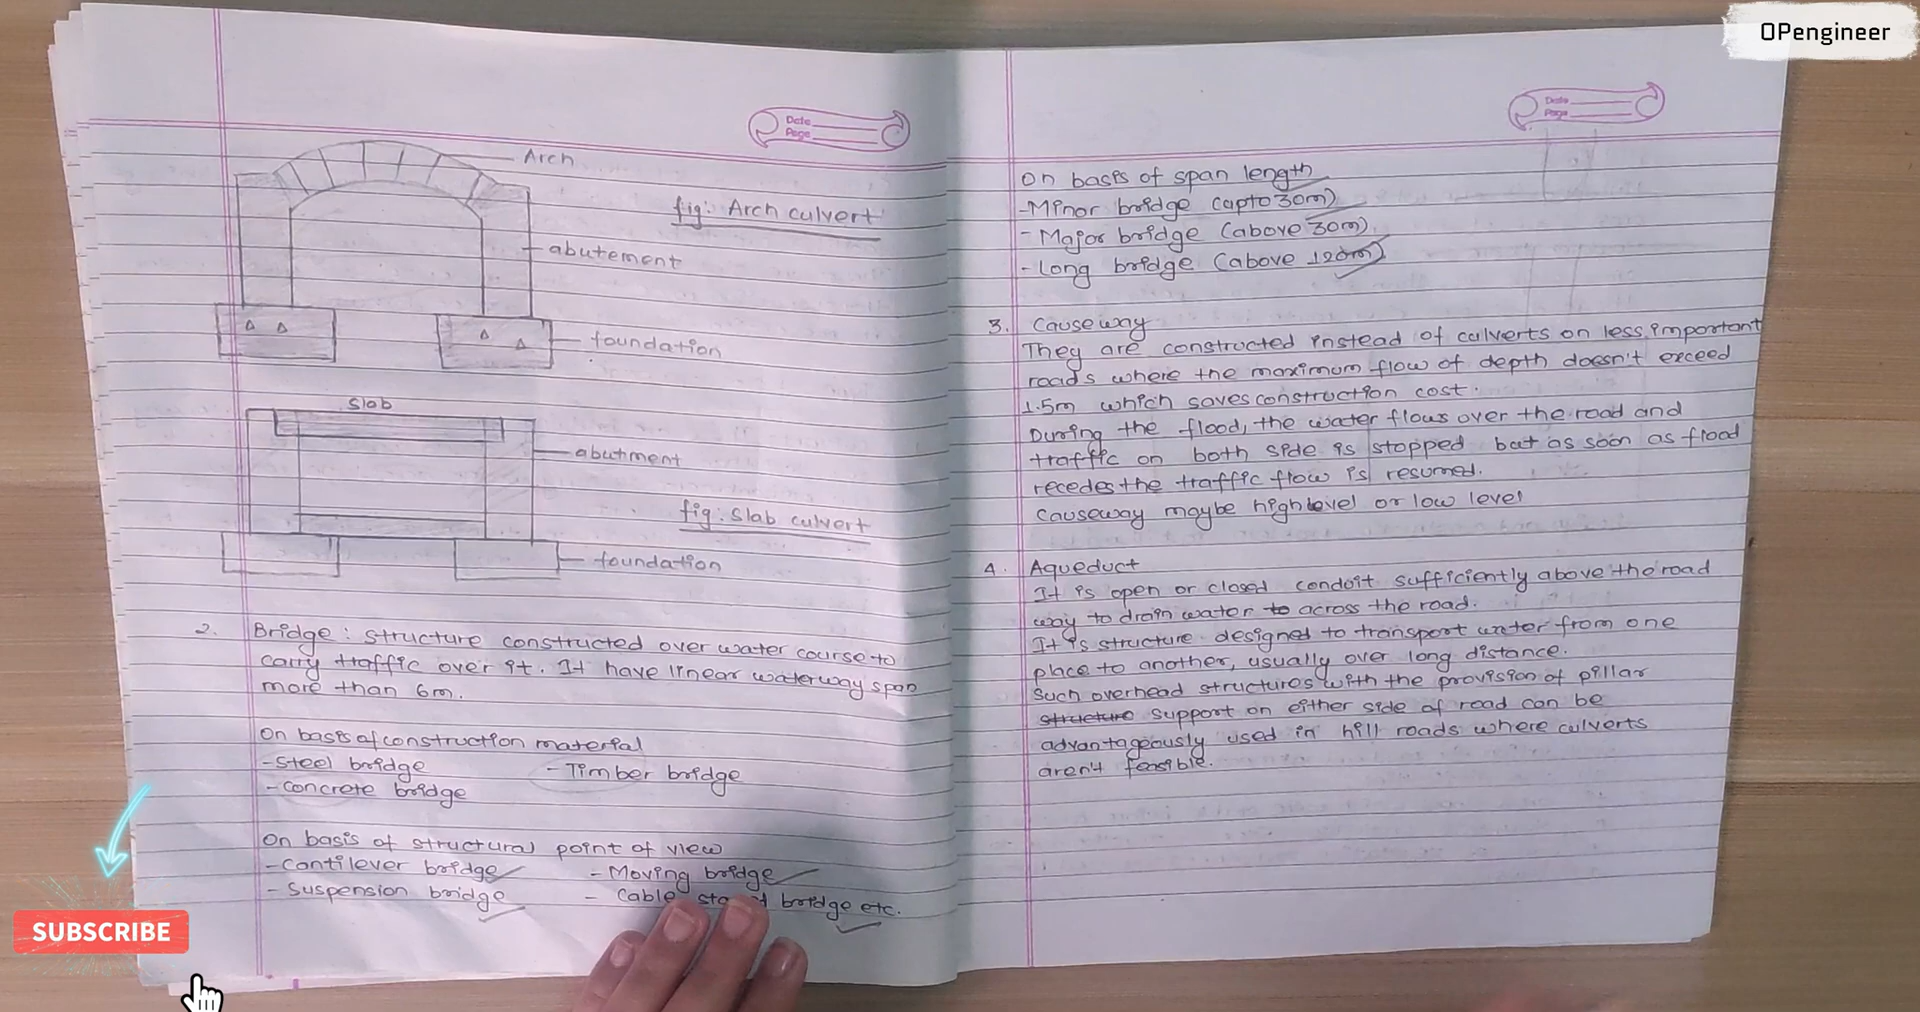 OPengineer
Date
Page
Arch
fig: Arch culvert
abutement
foundation
Slab
abutment
fig: Slab culvert
foundation
2. Bridge: structure constructed over water course to
carry traffic over it. It have linear waterway span
more than 6m.
On basis of construction material
-Steel bridge -Timber bridge
-concrete bridge
On basis of structural point of view
-Cantilever bridge -Moving bridge
-Suspension bridge - Cable bridge etc.
SUBSCRIBE
Date
Page
On basis of span length
-Minor bridge (upto 30m)
-Major bridge (above 30m)
-Long bridge (above 120m)
3. Causeway
They are constructed instead of culverts on less important
roads where the maximum flow of depth doesn't exceed
1.5m which saves construction cost.
During the flood, the water flows over the road and
traffic on both side is stopped but as soon as flood
recedes the traffic flow is resumed.
Causeway maybe high level or low level
4. Aqueduct
It is open or closed conduit sufficiently above the road
way to drain water to across the road.
It is structure designed to transport water from one
place to another, usually over long distance.
Such overhead structures with the provision of pillar
structure support on either side of road can be
advantageously used in hill roads where culverts
aren't feasible.